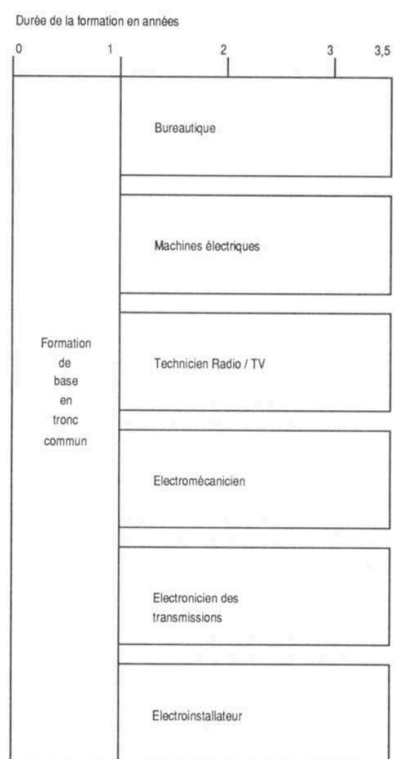 Durée de la formation en années
0 1 2 3 3,5
Bureautique
Machines électriques
Formation
de
base
en
tronc
commun
Technicien Radio / TV
Electromécanicien
Electronicien des
transmissions
Electroinstallateur